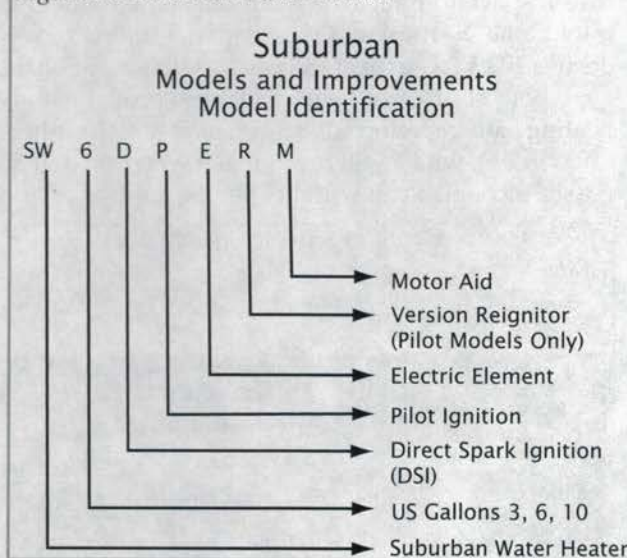 Suburban
Models and Improvements
Model Identification
SW 6 D P E R M
Motor Aid
Version Reignitor
(Pilot Models Only)
Electric Element
Pilot Ignition
Direct Spark Ignition
(DSI)
US Gallons 3, 6, 10
Suburban Water Heater